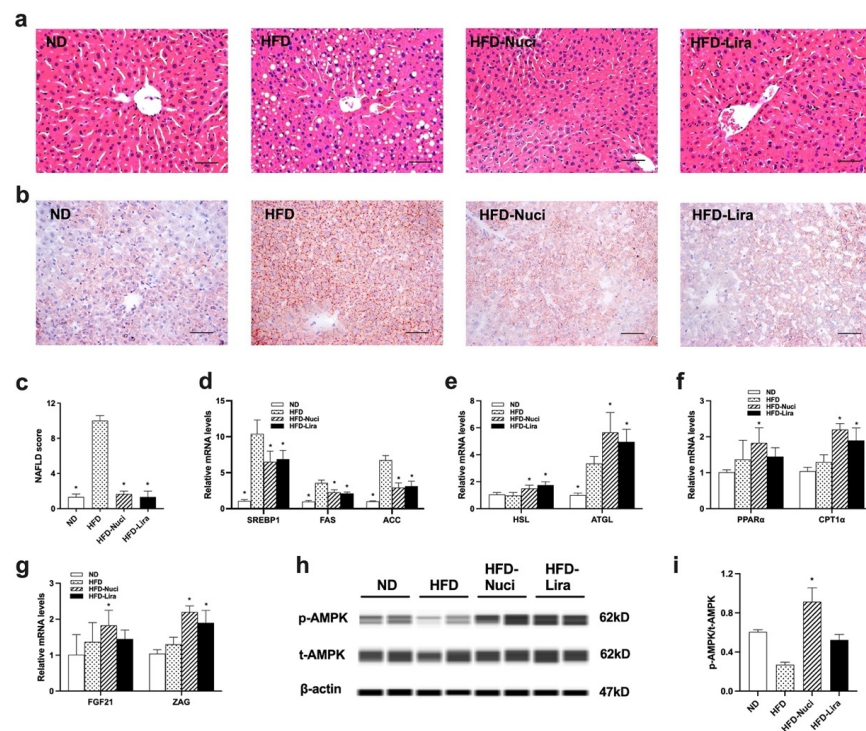 a
ND
HFD
HFD-Nuci
HFD-Lira
b
ND
HFD
HFD-Nuci
HFD-Lira
c
NAFLD score
15
10
5
0
*
*
*
ND
HFD
HFD-Nuci
HFD-Lira
d
ND
HFD
HFD-Nuci
HFD-Lira
Relative mRNA levels
15
10
5
0
* * * * * * * * *
SREBP1 FAS ACC
e
ND
HFD
HFD-Nuci
HFD-Lira
Relative mRNA levels
8
6
4
2
0
* * * * *
HSL ATGL
f
ND
HFD
HFD-Nuci
HFD-Lira
Relative mRNA levels
3
2
1
0
* * *
PPARα CPT1α
g
ND
HFD
HFD-Nuci
HFD-Lira
Relative mRNA levels
3
2
1
0
* * *
FGF21 ZAG
h
ND HFD HFD-Nuci HFD-Lira
p-AMPK 62kD
t-AMPK 62kD
β-actin 47kD
i
p-AMPK/t-AMPK
1.2
0.8
0.4
0.0
*
ND
HFD
HFD-Nuci
HFD-Lira